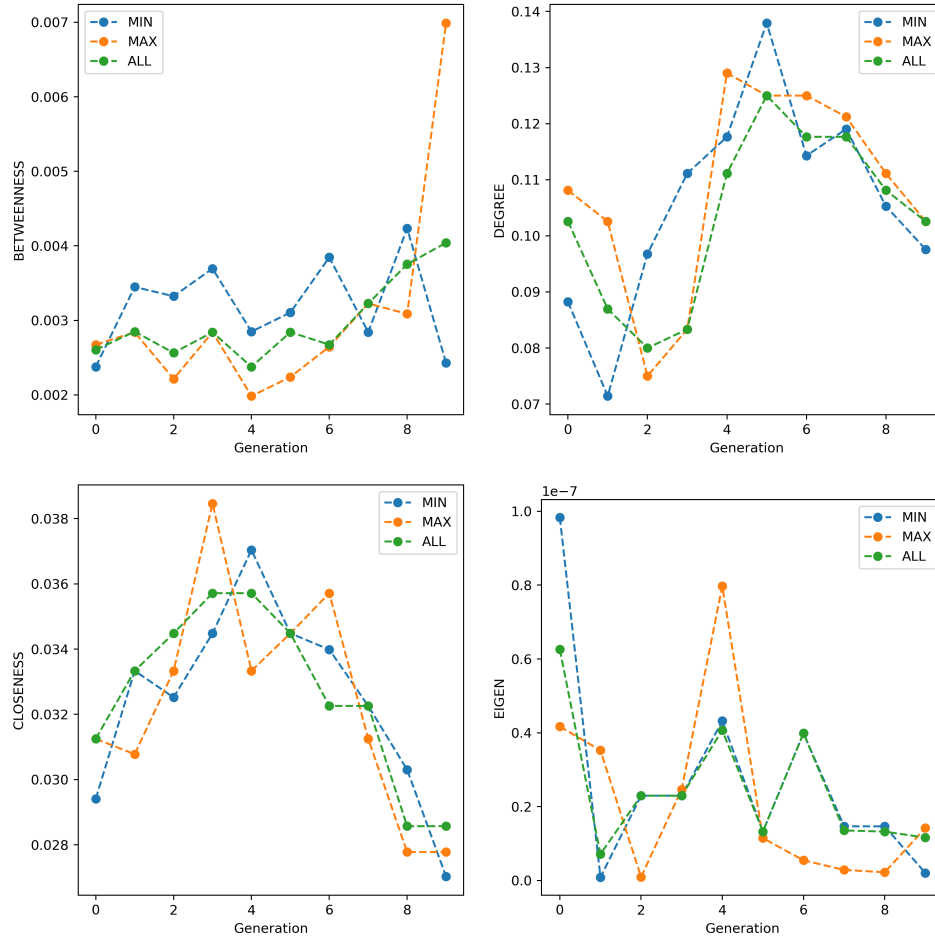 BETWEENNESS
0.007
0.006
0.005
0.004
0.003
0.002
MIN
MAX
ALL
0 2 4 6 8
Generation
DEGREE
0.14
0.13
0.12
0.11
0.10
0.09
0.08
0.07
MIN
MAX
ALL
0 2 4 6 8
Generation
CLOSENESS
0.038
0.036
0.034
0.032
0.030
0.028
MIN
MAX
ALL
0 2 4 6 8
Generation
1e−7
EIGEN
1.0
0.8
0.6
0.4
0.2
0.0
MIN
MAX
ALL
0 2 4 6 8
Generation